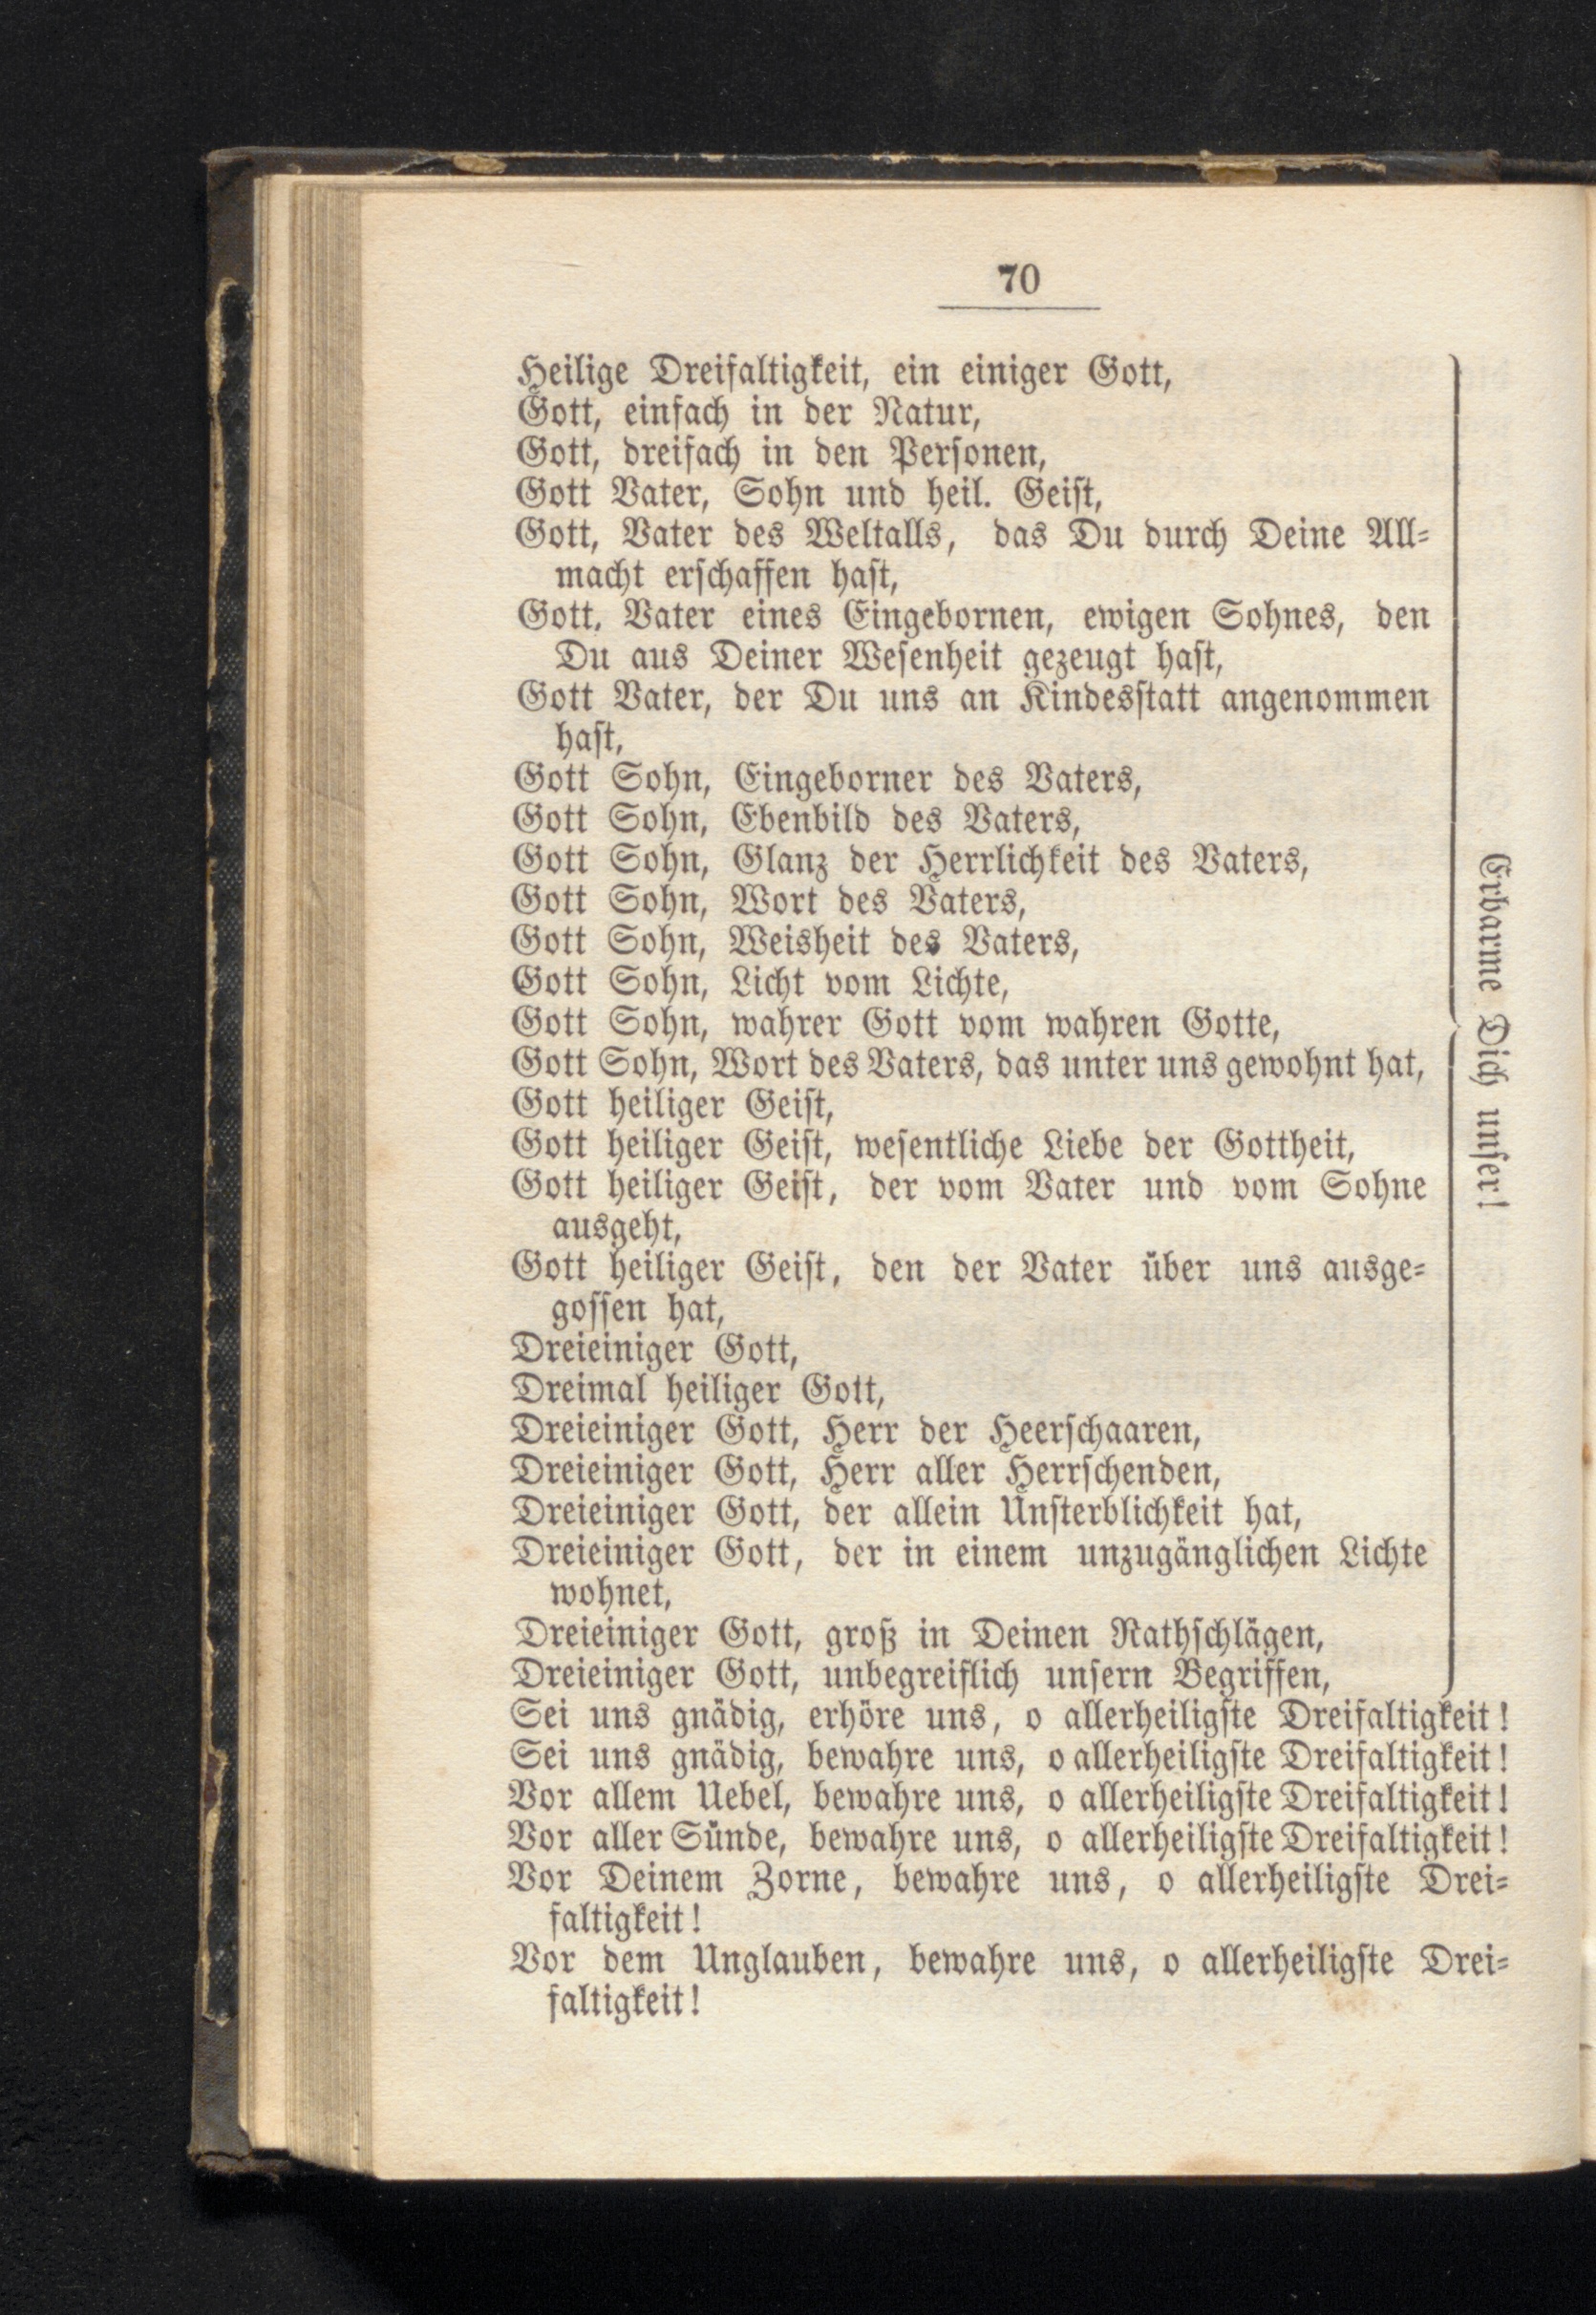 70
Heilige Dreifaltigkeit, ein einiger Gott,
Gott, einfach in der Natur,
Gott, dreifach in den Personen,
Gott Vater, Sohn und heil. Geist,
Gott, Vater des Weltalls, das Du durch Deine All-
macht erschaffen hast,
Gott, Vater eines Eingebornen, ewigen Sohnes, den
Du aus Deiner Wesenheit gezeugt hast,
Gott Vater, der Du uns an Kindesstatt angenommen
hast,
Gott Sohn, Eingeborner des Vaters,
Gott Sohn, Ebenbild des Vaters,
Gott Sohn, Glanz der Herrlichkeit des Vaters,
Gott Sohn, Wort des Vaters,
Gott Sohn, Weisheit des Vaters,
Gott Sohn, Licht vom Lichte,
Gott Sohn, wahrer Gott vom wahren Gotte,
Gott Sohn, Wort des Vaters, das unter uns gewohnt hat,
Gott heiliger Geist,
Gott heiliger Geist, wesentliche Liebe der Gottheit,
Gott heiliger Geist, der vom Vater und vom Sohne
ausgeht,
Gott heiliger Geist, den der Vater über uns ausge-
gossen hat,
Dreieiniger Gott,
Dreimal heiliger Gott,
Dreieiniger Gott, Herr der Heerschaaren,
Dreieiniger Gott, Herr aller Herrschenden,
Dreieiniger Gott, der allein Unsterblichkeit hat,
Dreieiniger Gott, der in einem unzugänglichen Lichte
wohnet,
Dreieiniger Gott, groß in Deinen Rathschlägen,
Dreieiniger Gott, unbegreiflich unsern Begriffen,
Erbarme Dich unser!
Sei uns gnädig, erhöre uns, o allerheiligste Dreifaltigkeit!
Sei uns gnädig, bewahre uns, o allerheiligste Dreifaltigkeit!
Vor allem Uebel, bewahre uns, o allerheiligste Dreifaltigkeit!
Vor aller Sünde, bewahre uns, o allerheiligste Dreifaltigkeit!
Vor Deinem Zorne, bewahre uns, o allerheiligste Drei-
faltigkeit!
Vor dem Unglauben, bewahre uns, o allerheiligste Drei-
faltigkeit!